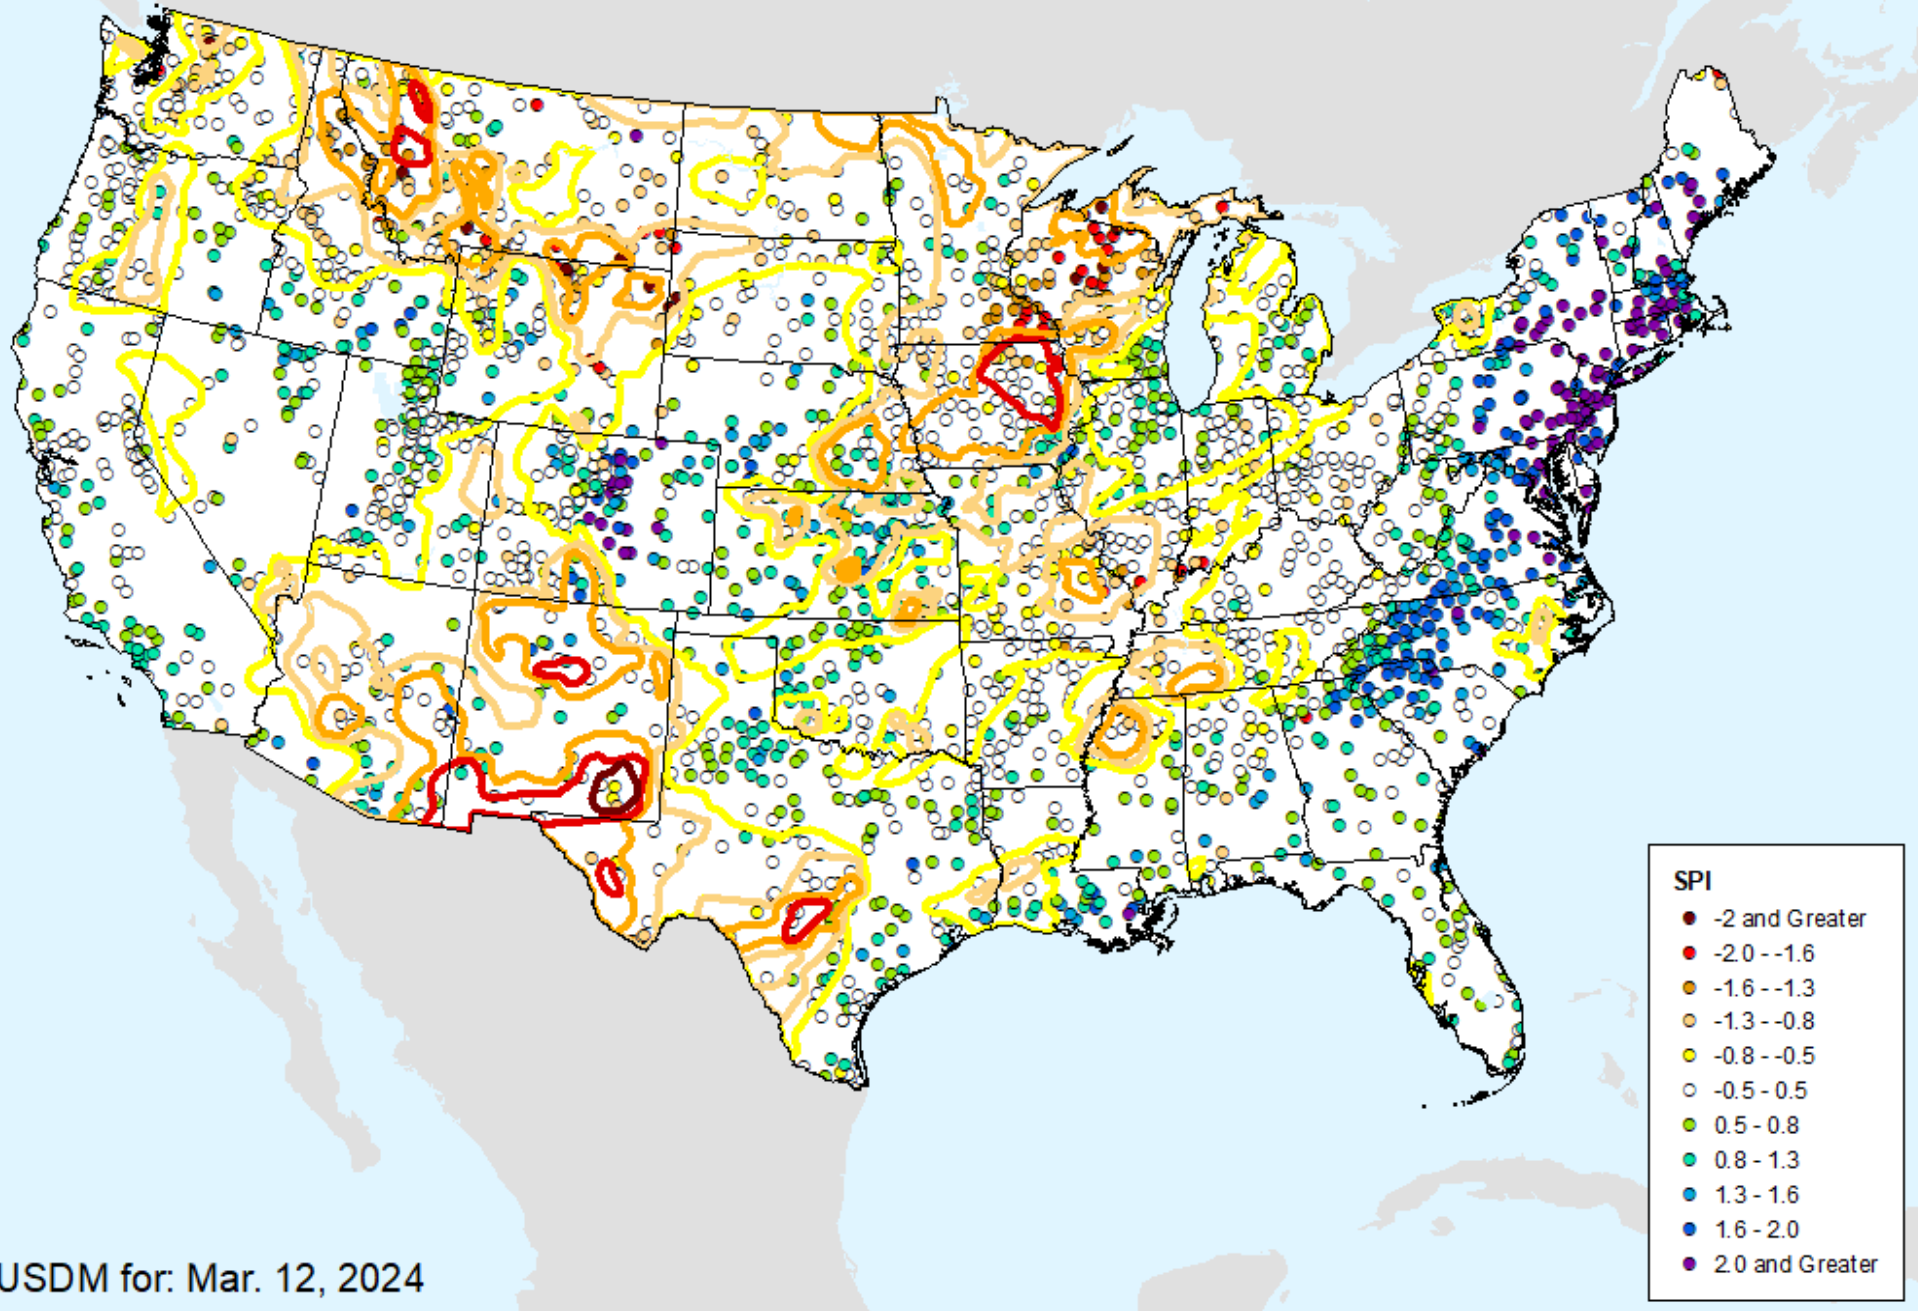 SPI
-2 and Greater
-2.0 - -1.6
-1.6 - -1.3
-1.3 - -0.8
-0.8 - -0.5
-0.5 - 0.5
0.5 - 0.8
0.8 - 1.3
1.3 - 1.6
1.6 - 2.0
2.0 and Greater
USDM for: Mar. 12, 2024